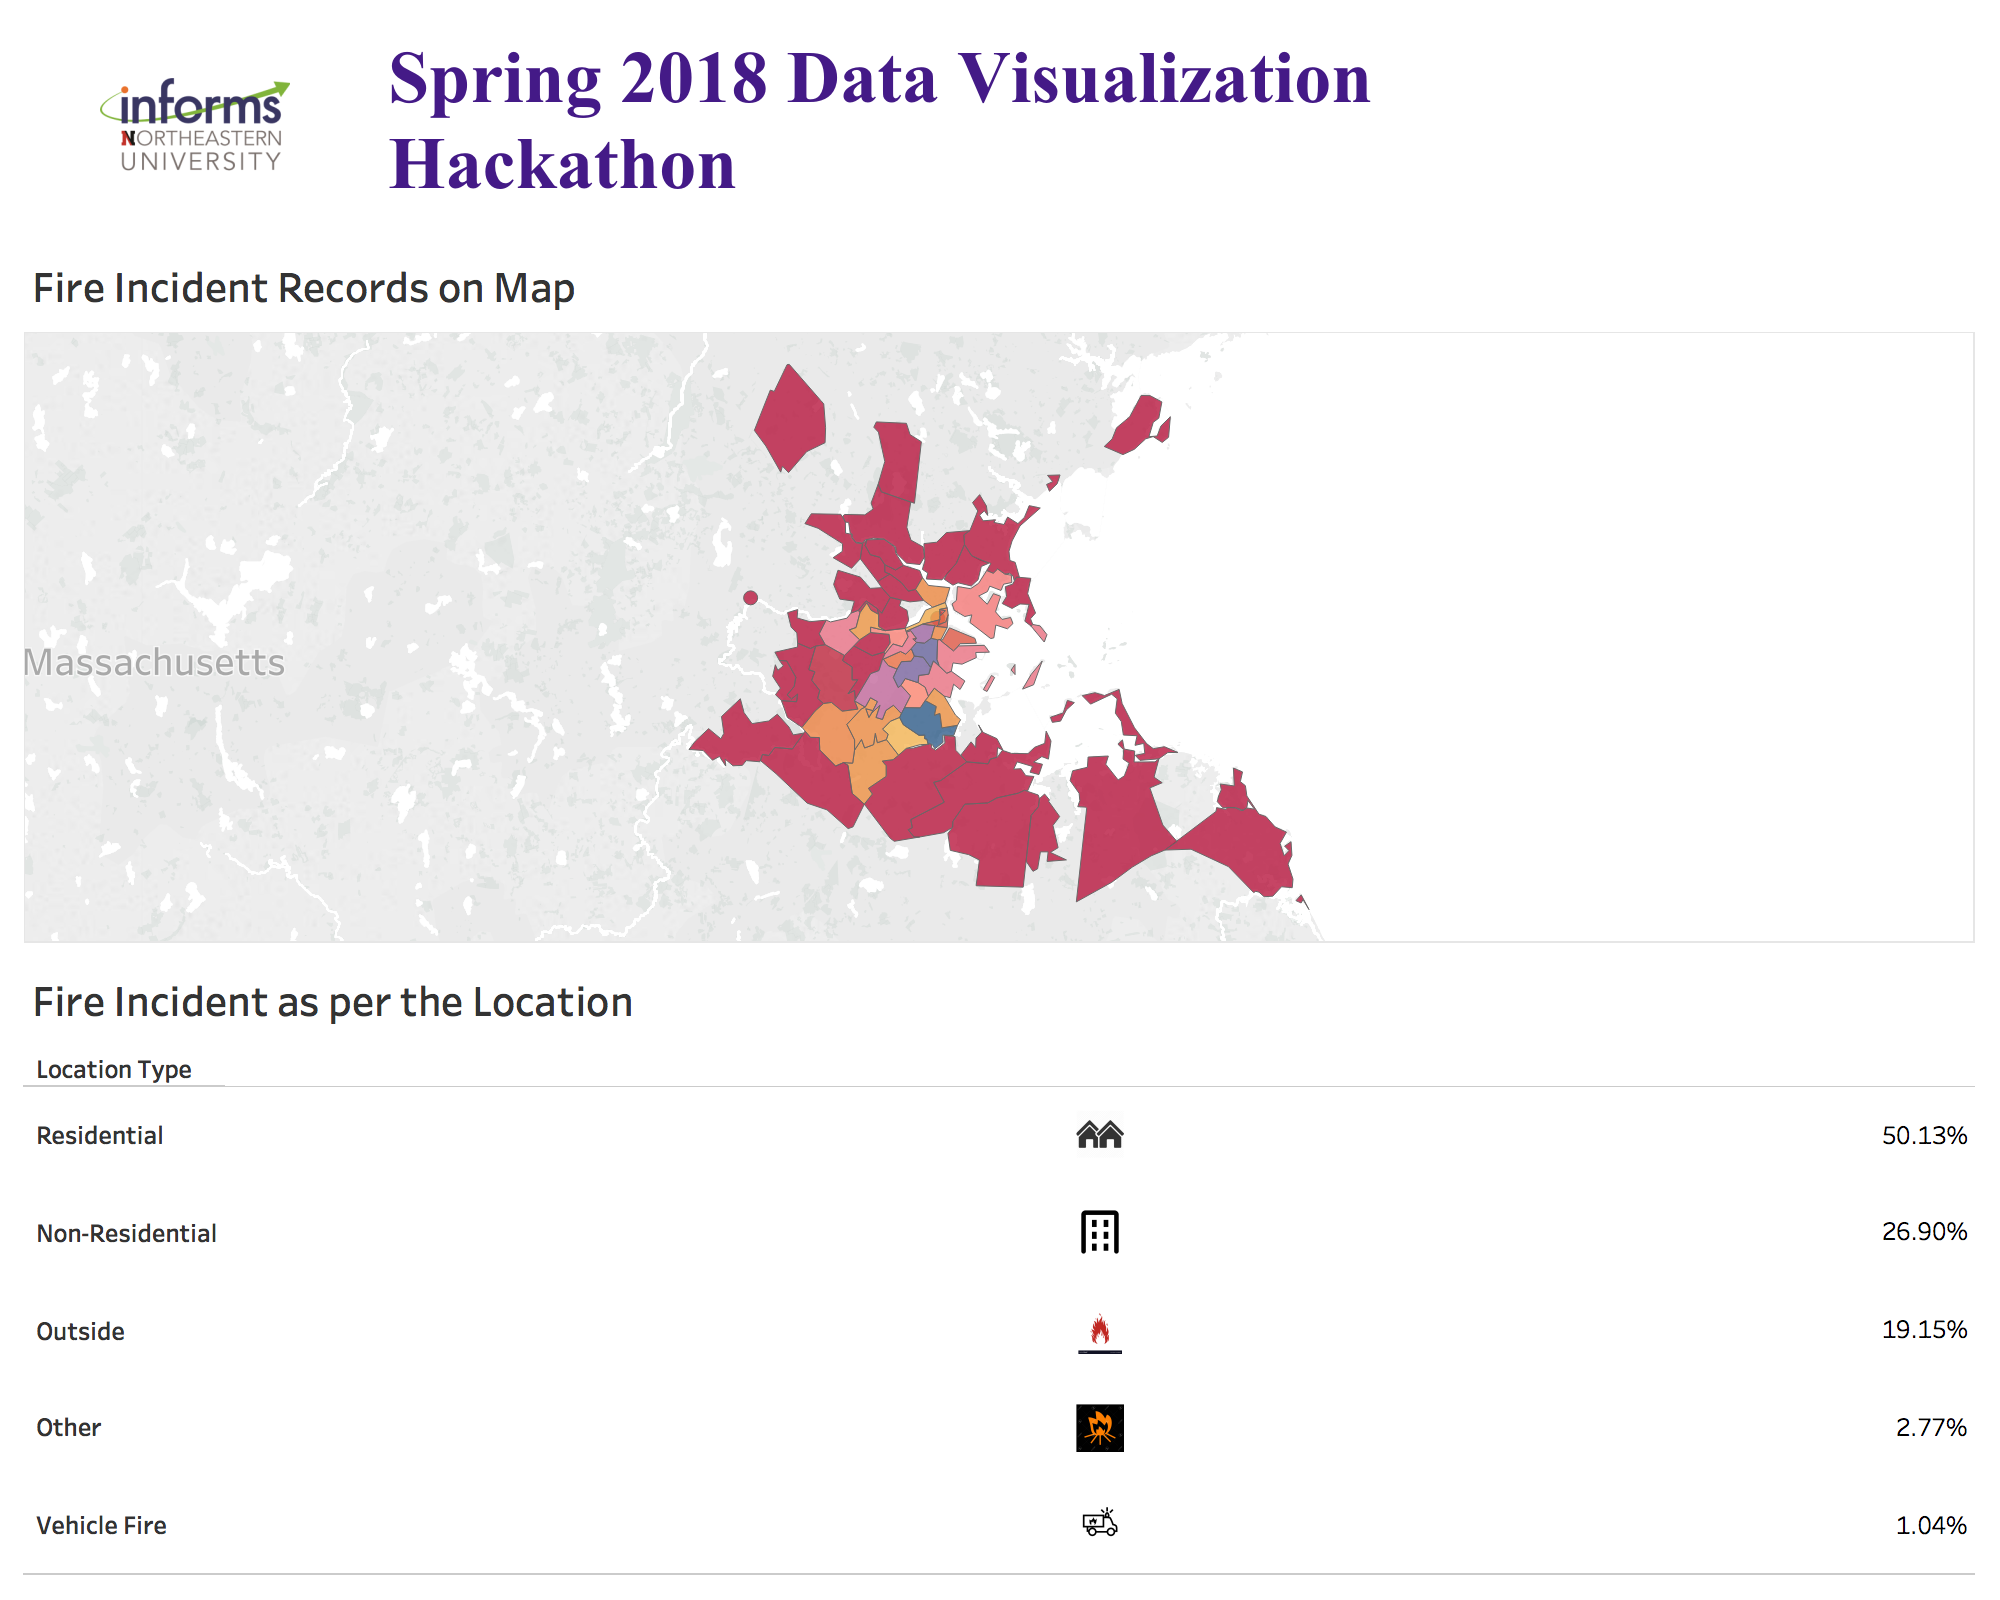 informs
NORTHEASTERN
UNIVERSITY
Spring 2018 Data Visualization
Hackathon
Fire Incident Records on Map
Massachusetts
Fire Incident as per the Location
Location Type
Residential 50.13%
Non-Residential 26.90%
Outside 19.15%
Other 2.77%
Vehicle Fire 1.04%